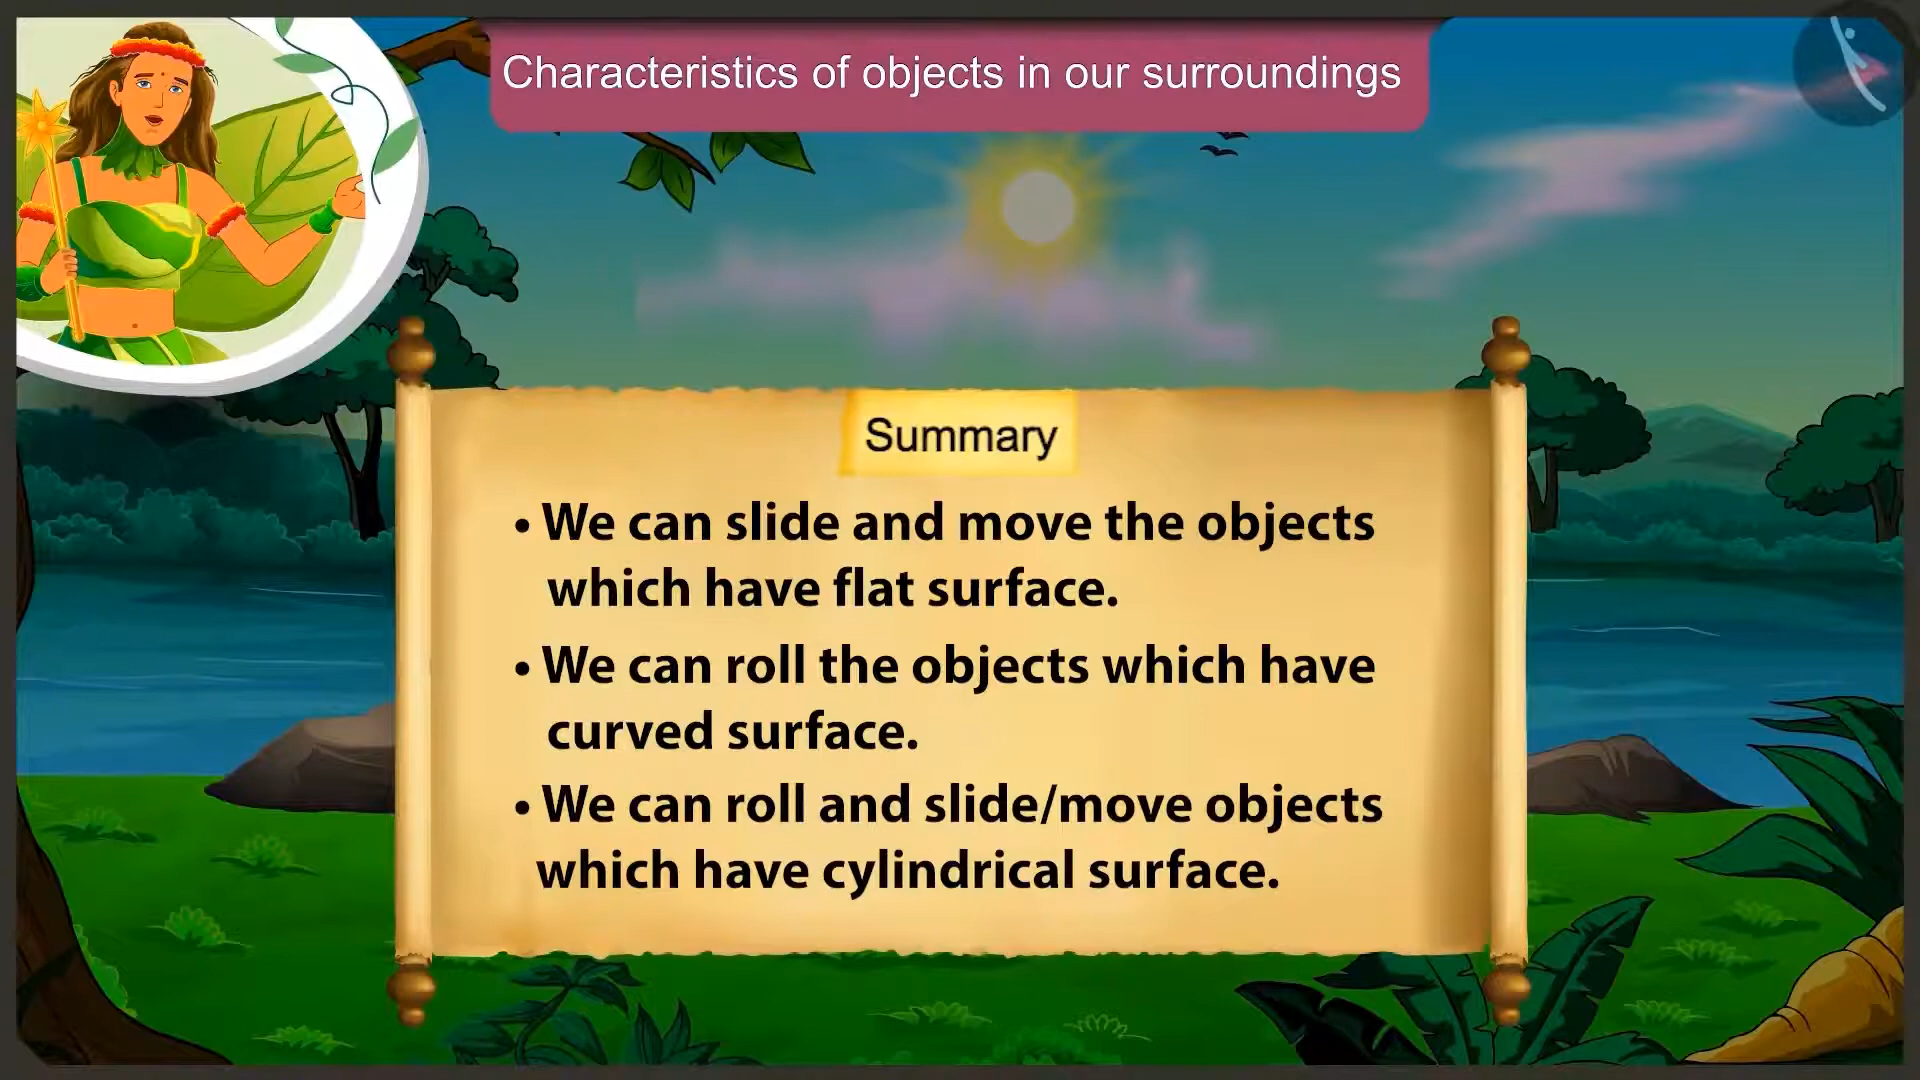 Characteristics of objects in our surroundings
Summary
• We can slide and move the objects
which have flat surface.
• We can roll the objects which have
curved surface.
• We can roll and slide/move objects
which have cylindrical surface.